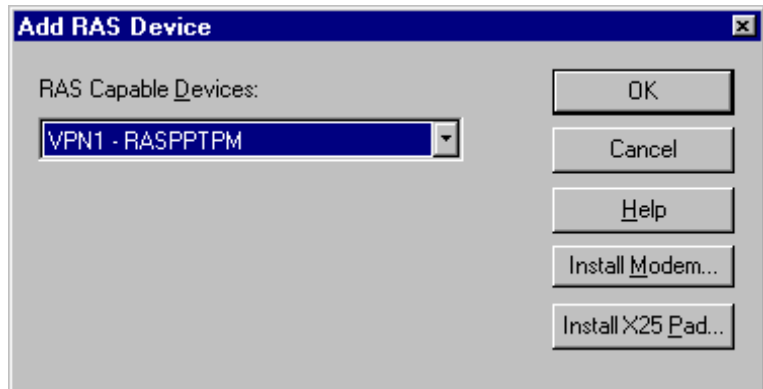 Add RAS Device
RAS Capable Devices:
VPN1 - RASPPTPM
OK
Cancel
Help
Install Modem...
Install X25 Pad...